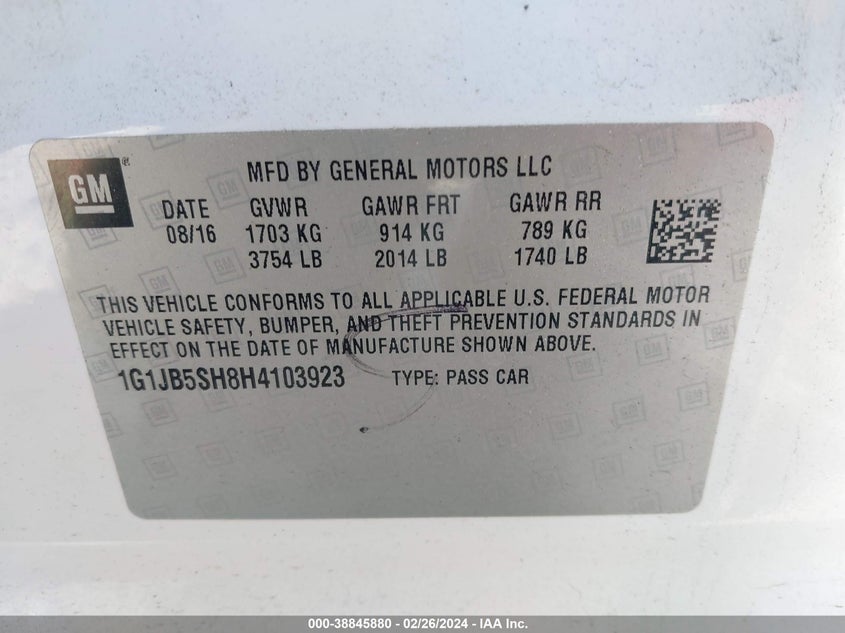 GM
MFD BY GENERAL MOTORS LLC
DATE GVWR GAWR FRT GAWR RR
08/16 1703 KG 914 KG 789 KG
3754 LB 2014 LB 1740 LB
THIS VEHICLE CONFORMS TO ALL APPLICABLE U.S. FEDERAL MOTOR
VEHICLE SAFETY, BUMPER, AND THEFT PREVENTION STANDARDS IN
EFFECT ON THE DATE OF MANUFACTURE SHOWN ABOVE.
1G1JB5SH8H4103923 TYPE: PASS CAR
000-38845880 - 02/26/2024 - IAA Inc.